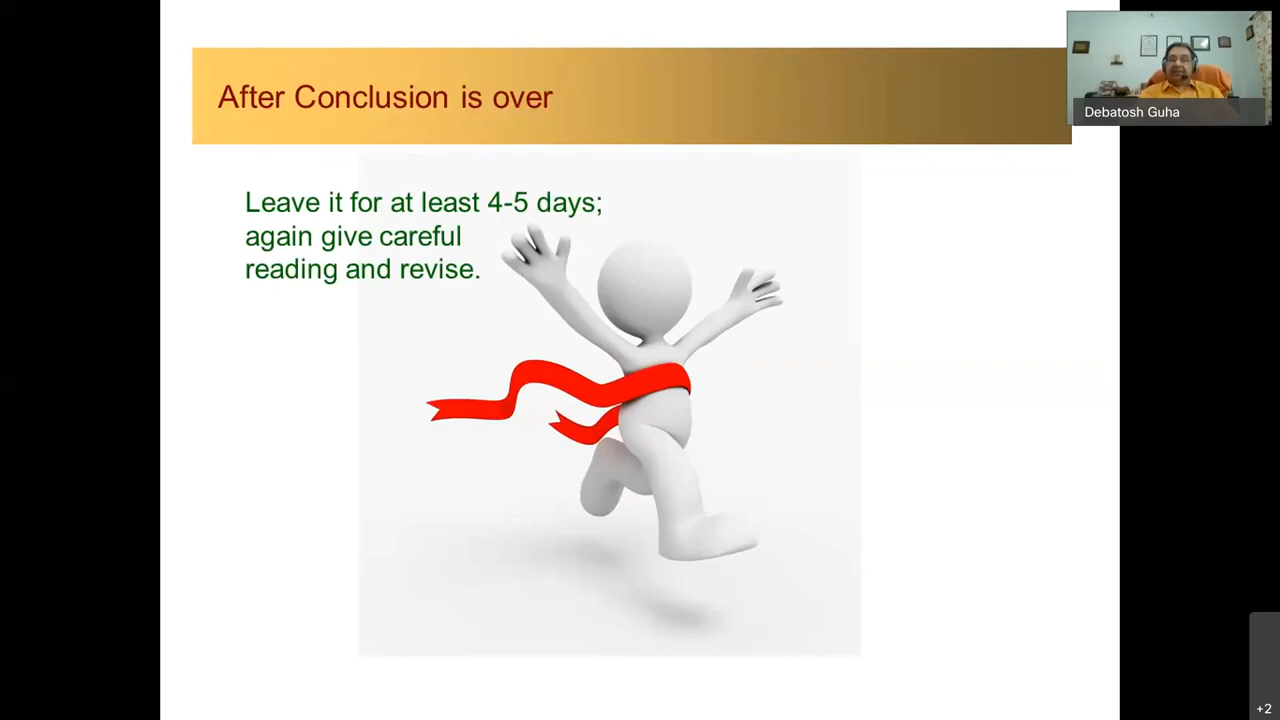 After Conclusion is over
Debatosh Guha
Leave it for at least 4-5 days;
again give careful
reading and revise.
+2